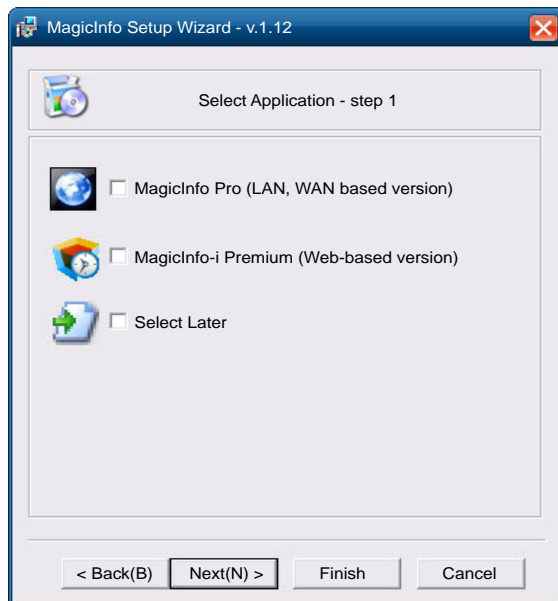 MagicInfo Setup Wizard - v.1.12
Select Application - step 1
MagicInfo Pro (LAN, WAN based version)
MagicInfo-i Premium (Web-based version)
Select Later
< Back(B) Next(N) > Finish Cancel